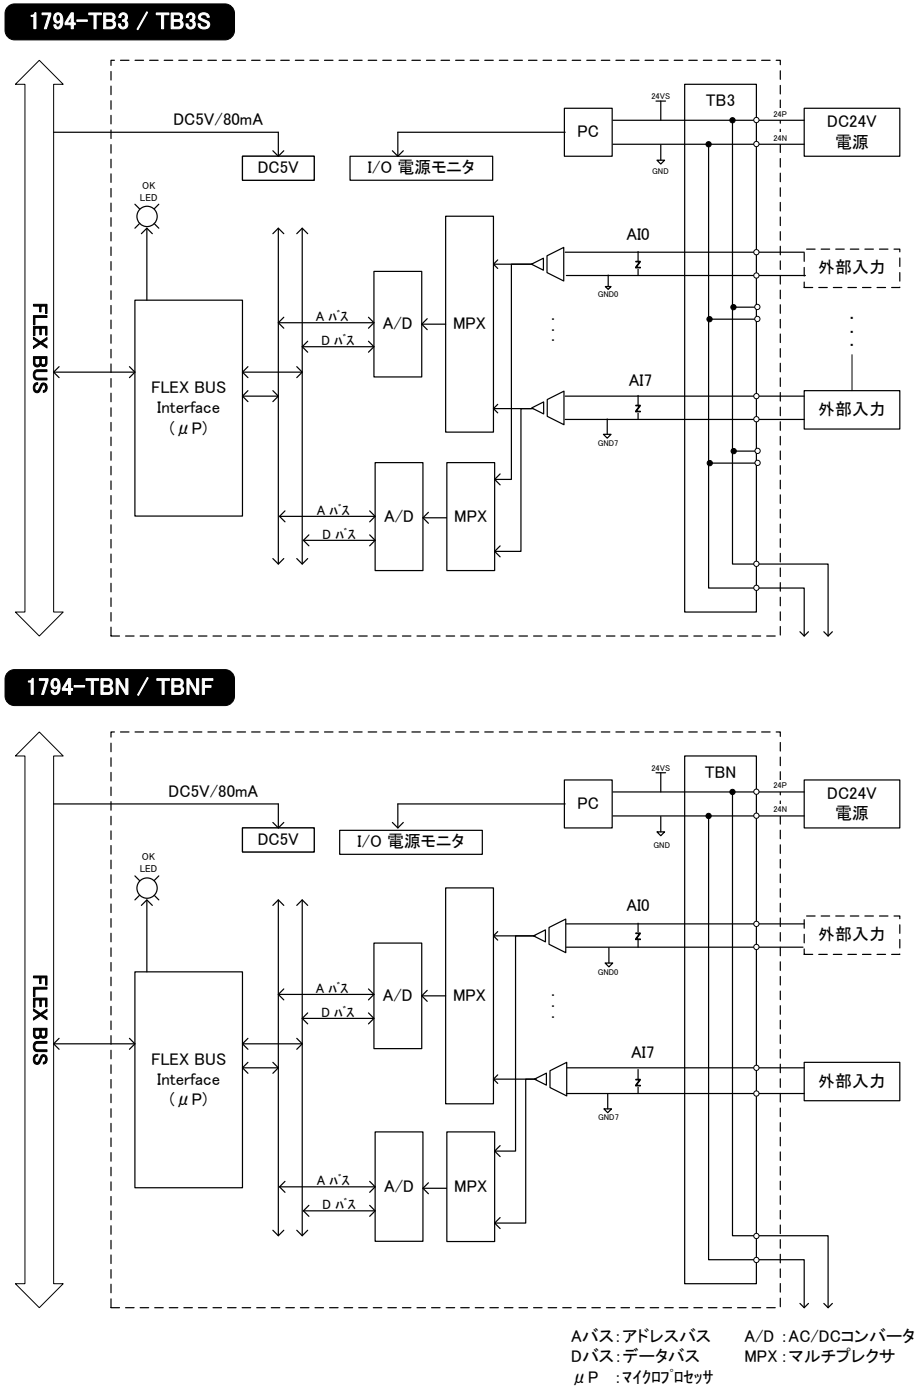 1794-TB3 / TB3S
24VS
TB3
DC5V/80mA
PC
24P
DC24V
電源
24N
DC5V
I/O 電源モニタ
GND
OK
LED
AI0
外部入力
Z
GND0
FLEX BUS
A バス
A/D
MPX
D バス
FLEX BUS
Interface
(μP)
AI7
外部入力
Z
GND7
A バス
A/D
MPX
D バス
1794-TBN / TBNF
24VS
TBN
DC5V/80mA
PC
24P
DC24V
電源
24N
DC5V
I/O 電源モニタ
GND
OK
LED
AI0
外部入力
Z
GND0
FLEX BUS
A バス
A/D
MPX
D バス
FLEX BUS
Interface
(μP)
AI7
外部入力
Z
GND7
A バス
A/D
MPX
D バス
Aバス:アドレスバス A/D :AC/DCコンバータ
Dバス:データバス MPX:マルチプレクサ
μP :マイクロプロセッサ